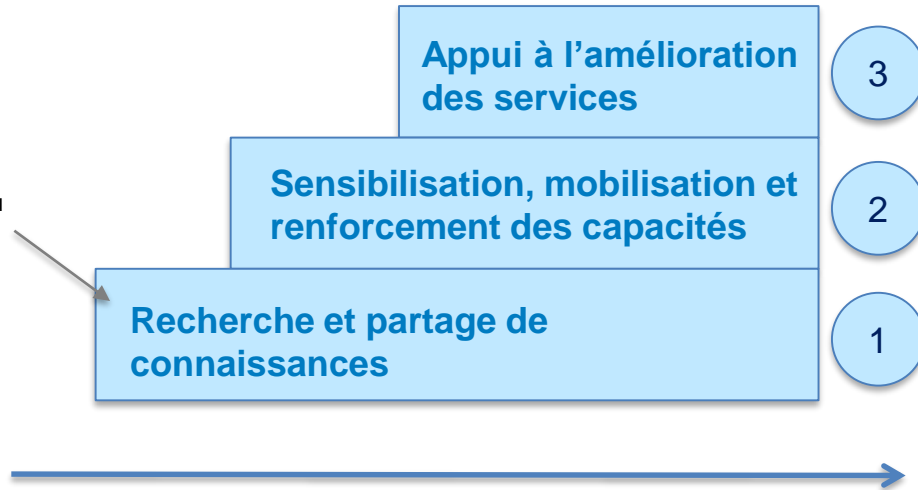 Appui à l’amélioration
des services
3
Sensibilisation, mobilisation et
renforcement des capacités
2
Recherche et partage de
connaissances
1